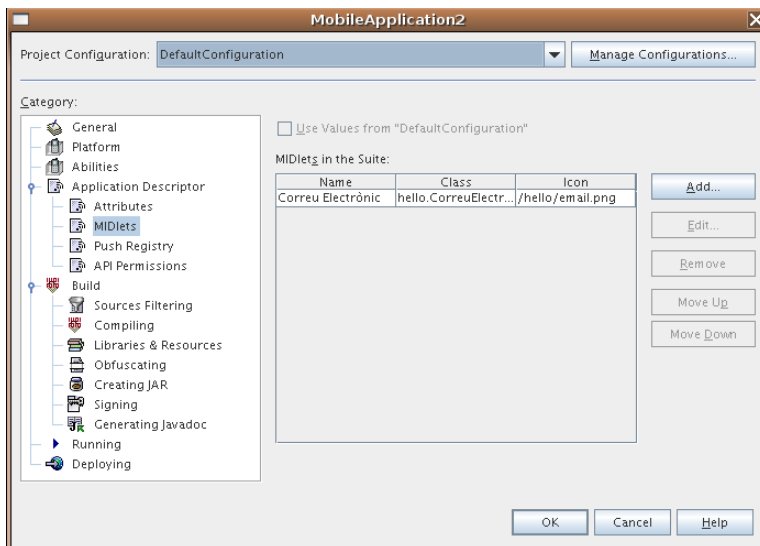 MobileApplication2
Project Configuration: DefaultConfiguration Manage Configurations...
Category:
General
Platform
Abilities
Application Descriptor
Attributes
MIDlets
Push Registry
API Permissions
Build
Sources Filtering
Compiling
Libraries & Resources
Obfuscating
Creating JAR
Signing
Generating Javadoc
Running
Deploying
Use Values from "DefaultConfiguration"
MIDlets in the Suite:
Name Class Icon
Correu Electrònic hello.CorreuElectr... /hello/email.png
Add...
Edit...
Remove
Move Up
Move Down
OK Cancel Help